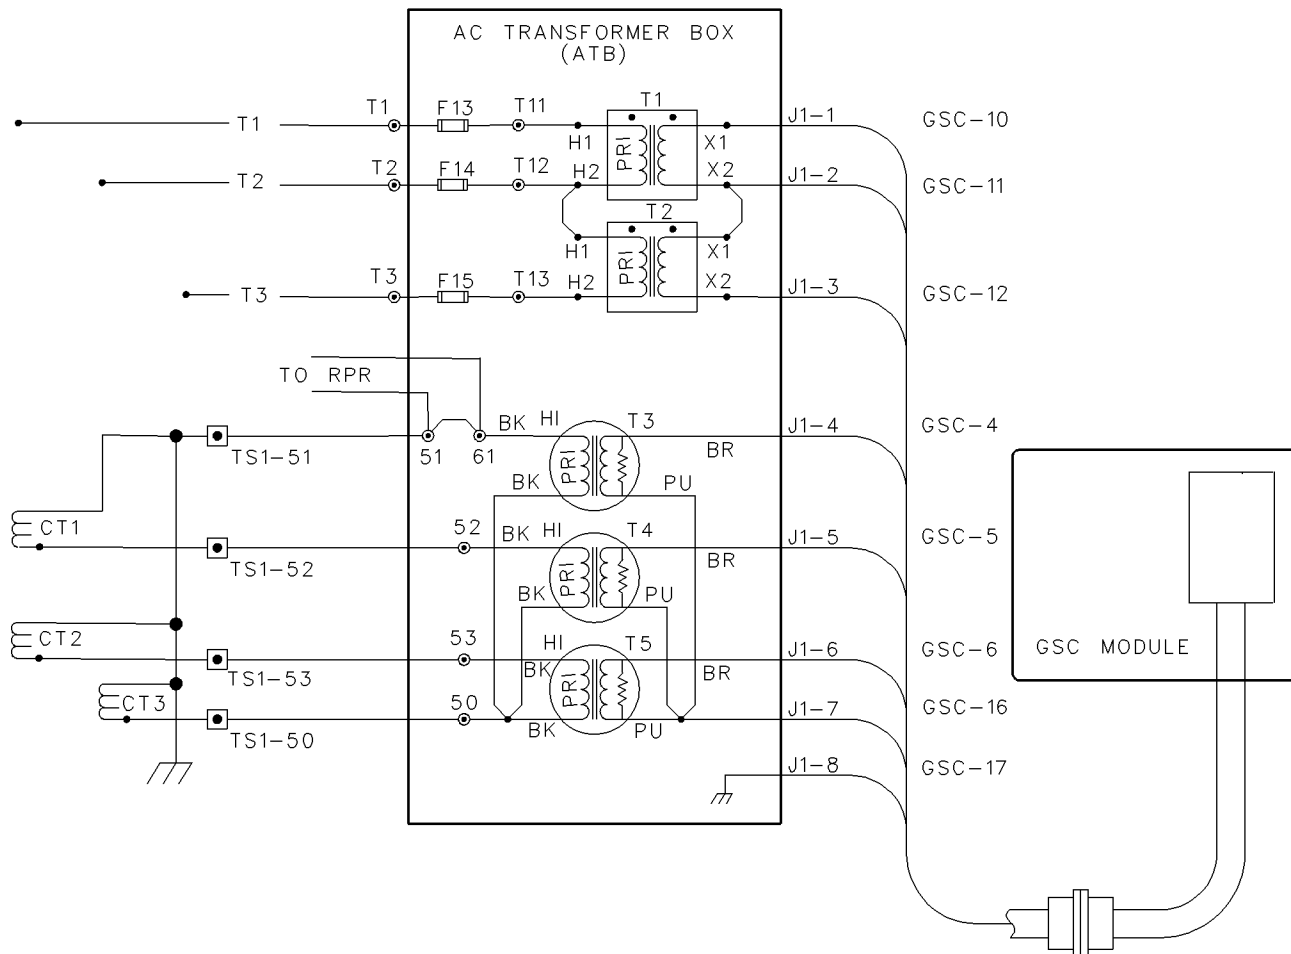 AC TRANSFORMER BOX
(ATB)
T1 T1 F13 T11 T1 J1-1 GSC-10
H1 PRI X1
T2 T2 F14 T12 H2 X2 J1-2 GSC-11
T2
H1 PRI X1
T3 T3 F15 T13 H2 X2 J1-3 GSC-12
TO RPR
TS1-51 51 61 BK HI T3 BR J1-4 GSC-4
PRI
BK PU
CT1
TS1-52 52 BK HI T4 BR J1-5 GSC-5
PRI
BK PU
CT2
TS1-53 53 BK HI T5 BR J1-6 GSC-6
GSC MODULE
PRI
CT3
TS1-50 50 BK PU J1-7 GSC-16
J1-8 GSC-17